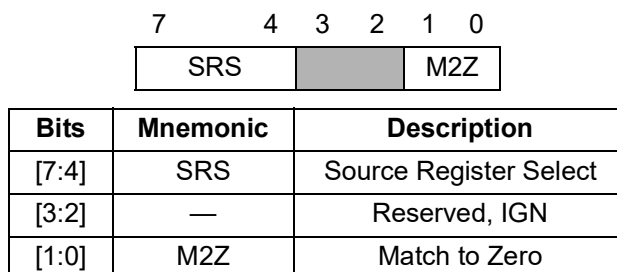 7 4 3 2 1 0
SRS M2Z
Bits Mnemonic Description
[7:4] SRS Source Register Select
[3:2] — Reserved, IGN
[1:0] M2Z Match to Zero